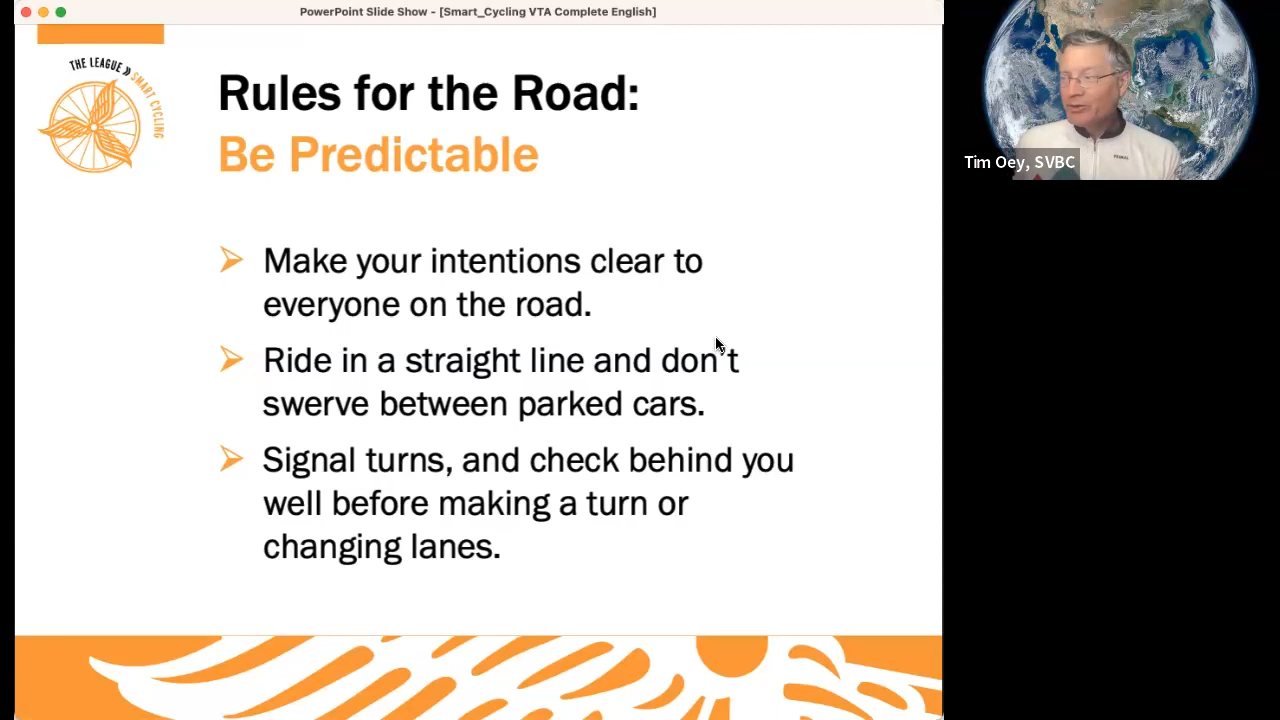 PowerPoint Slide Show - [Smart_Cycling VTA Complete English]
THE LEAGUE
SMART CYCLING
Rules for the Road:
Be Predictable
Make your intentions clear to
everyone on the road.
Ride in a straight line and don't
swerve between parked cars.
Signal turns, and check behind you
well before making a turn or
changing lanes.
Tim Oey, SVBC